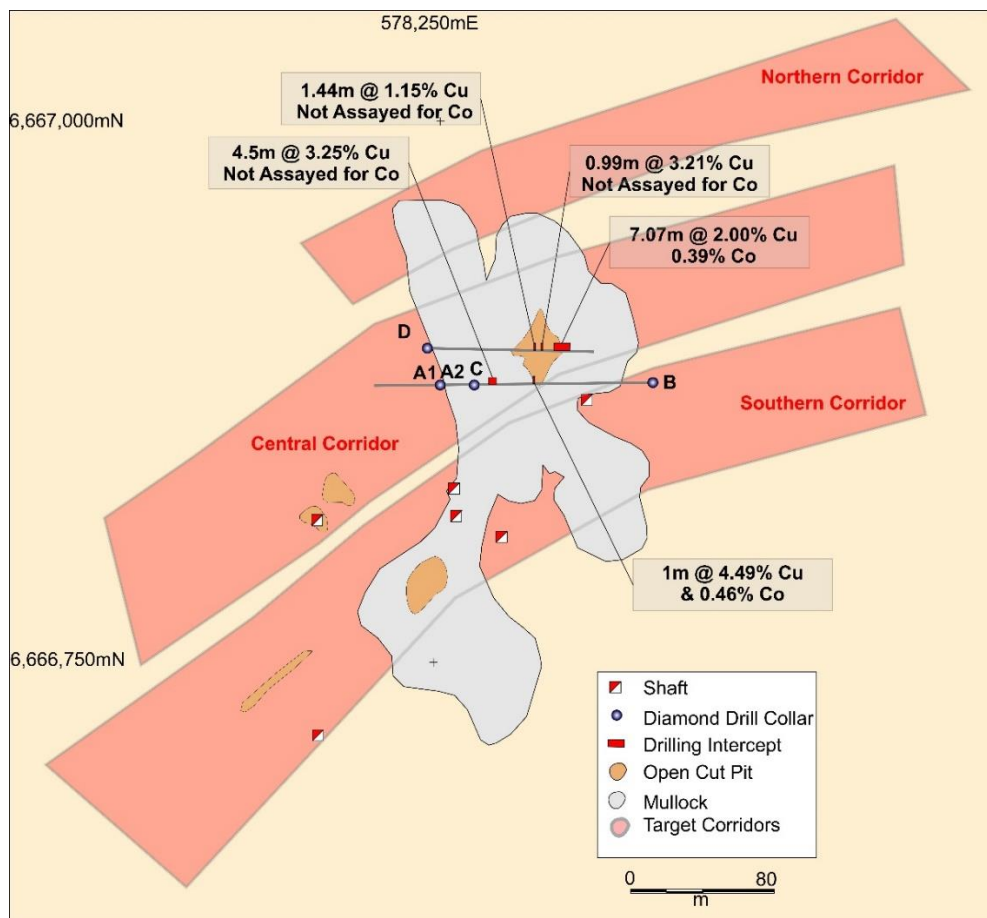 578,250mE
Northern Corridor
1.44m @ 1.15% Cu
Not Assayed for Co
6,667,000mN
4.5m @ 3.25% Cu
Not Assayed for Co
0.99m @ 3.21% Cu
Not Assayed for Co
7.07m @ 2.00% Cu
0.39% Co
D
A1 A2 C
B
Southern Corridor
Central Corridor
1m @ 4.49% Cu
& 0.46% Co
6,666,750mN
Shaft
Diamond Drill Collar
Drilling Intercept
Open Cut Pit
Mullock
Target Corridors
0 80
m